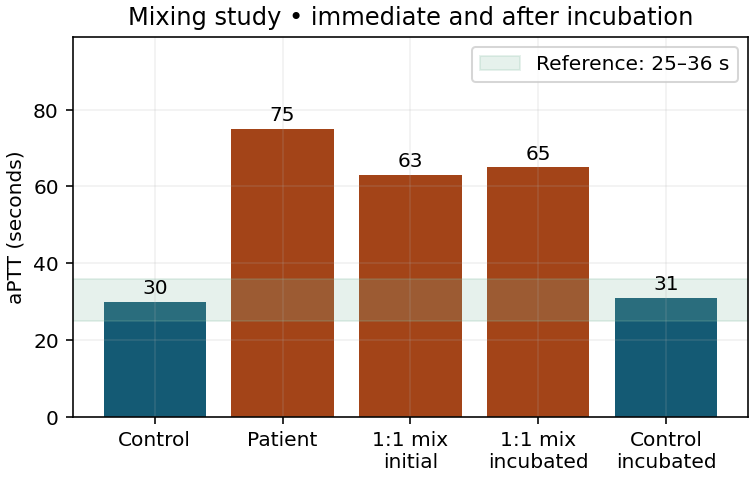 Mixing study • immediate and after incubation
Reference: 25–36 s
aPTT (seconds)
80
60
40
20
0
30
75
63
65
31
Control
Patient
1:1 mix
initial
1:1 mix
incubated
Control
incubated